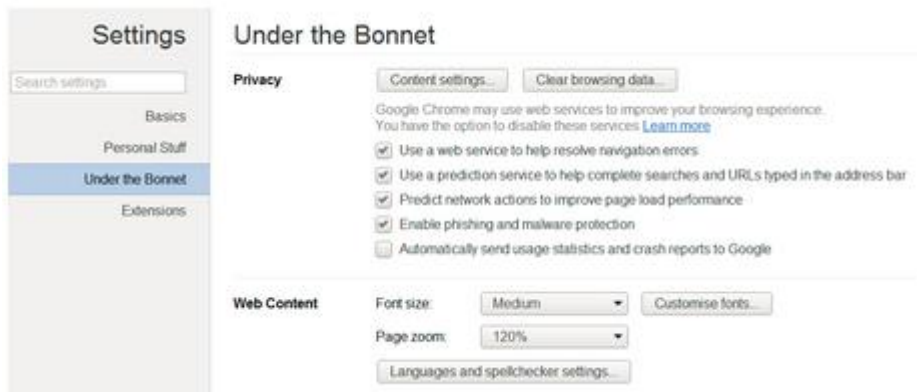 Settings
Search settings
Basics
Personal Stuff
Under the Bonnet
Extensions
Under the Bonnet
Privacy
Content settings...
Clear browsing data...
Google Chrome may use web services to improve your browsing experience.
You have the option to disable these services Learn more
Use a web service to help resolve navigation errors
Use a prediction service to help complete searches and URLs typed in the address bar
Predict network actions to improve page load performance
Enable phishing and malware protection
Automatically send usage statistics and crash reports to Google
Web Content
Font size: Medium Customise fonts...
Page zoom: 120%
Languages and spellchecker settings...